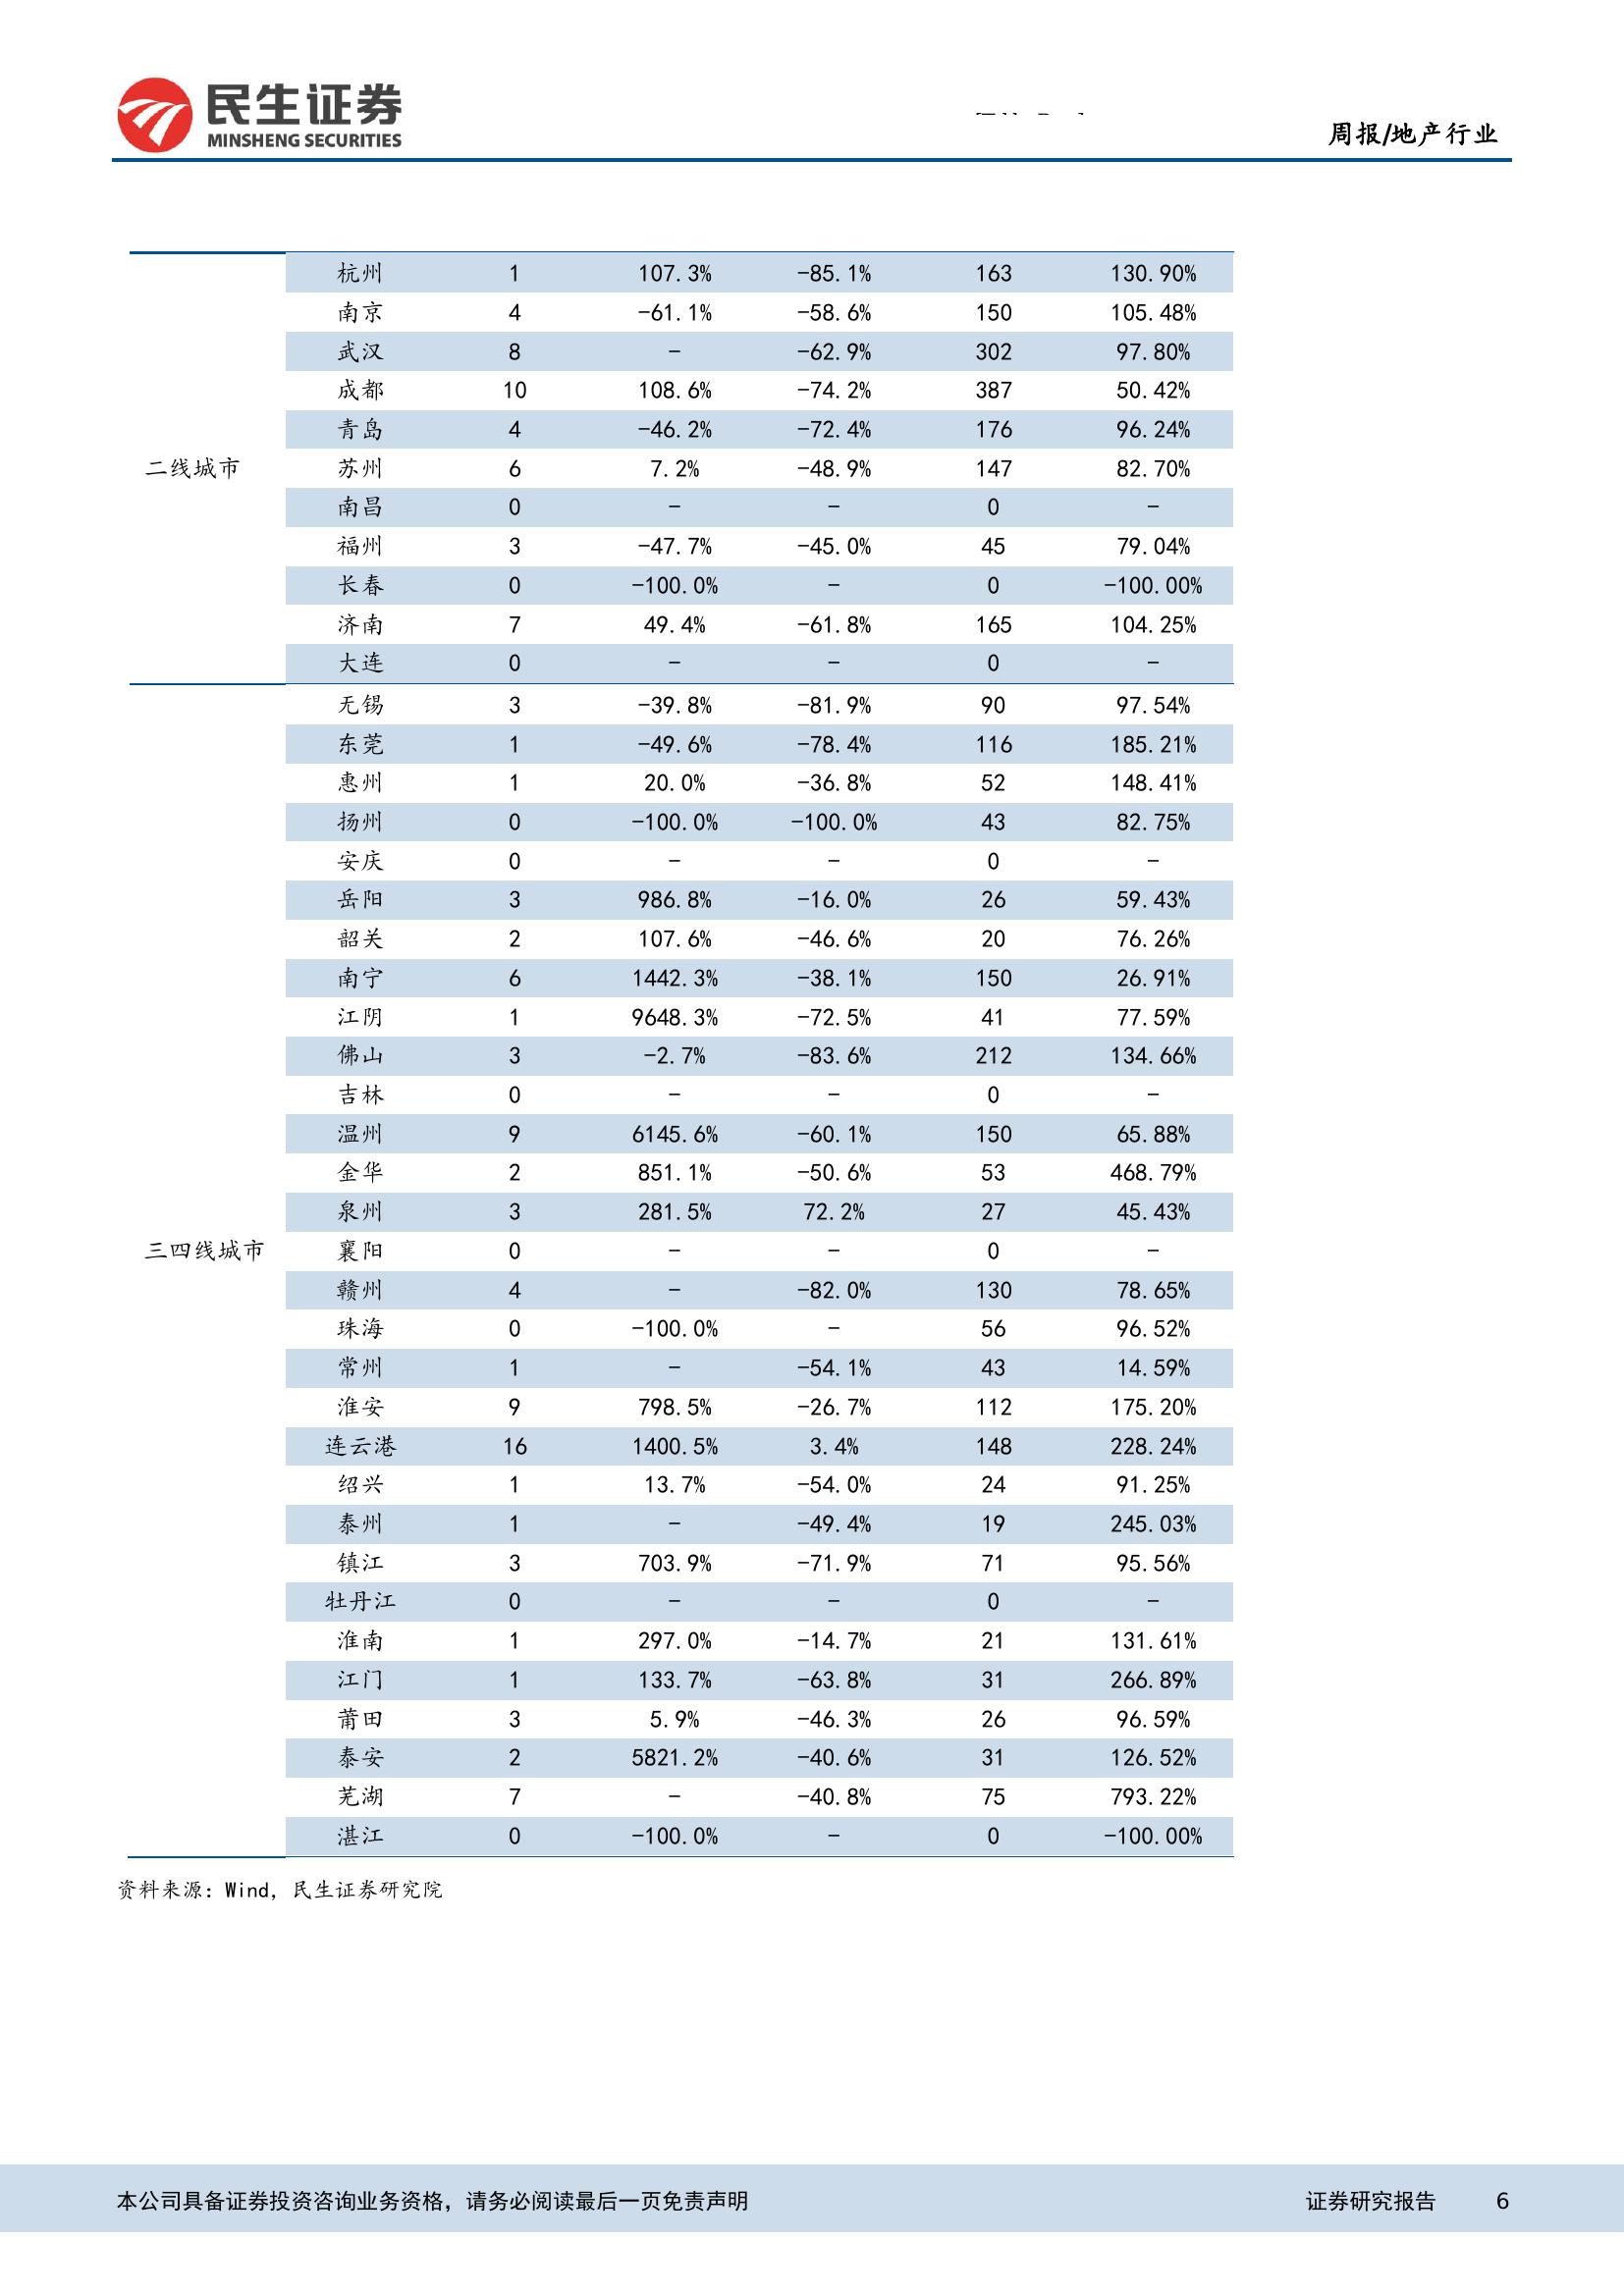 民生证券
MINSHENG SECURITIES
周报/地产行业
杭州 1 107.3% -85.1% 163 130.90%
南京 4 -61.1% -58.6% 150 105.48%
武汉 8 - -62.9% 302 97.80%
成都 10 108.6% -74.2% 387 50.42%
青岛 4 -46.2% -72.4% 176 96.24%
二线城市 苏州 6 7.2% -48.9% 147 82.70%
南昌 0 - - 0 -
福州 3 -47.7% -45.0% 45 79.04%
长春 0 -100.0% - 0 -100.00%
济南 7 49.4% -61.8% 165 104.25%
大连 0 - - 0 -
无锡 3 -39.8% -81.9% 90 97.54%
东莞 1 -49.6% -78.4% 116 185.21%
惠州 1 20.0% -36.8% 52 148.41%
扬州 0 -100.0% -100.0% 43 82.75%
安庆 0 - - 0 -
岳阳 3 986.8% -16.0% 26 59.43%
韶关 2 107.6% -46.6% 20 76.26%
南宁 6 1442.3% -38.1% 150 26.91%
江阴 1 9648.3% -72.5% 41 77.59%
佛山 3 -2.7% -83.6% 212 134.66%
吉林 0 - - 0 -
温州 9 6145.6% -60.1% 150 65.88%
金华 2 851.1% -50.6% 53 468.79%
泉州 3 281.5% 72.2% 27 45.43%
三四线城市 襄阳 0 - - 0 -
赣州 4 - -82.0% 130 78.65%
珠海 0 -100.0% - 56 96.52%
常州 1 - -54.1% 43 14.59%
淮安 9 798.5% -26.7% 112 175.20%
连云港 16 1400.5% 3.4% 148 228.24%
绍兴 1 13.7% -54.0% 24 91.25%
泰州 1 - -49.4% 19 245.03%
镇江 3 703.9% -71.9% 71 95.56%
牡丹江 0 - - 0 -
淮南 1 297.0% -14.7% 21 131.61%
江门 1 133.7% -63.8% 31 266.89%
莆田 3 5.9% -46.3% 26 96.59%
泰安 2 5821.2% -40.6% 31 126.52%
芜湖 7 - -40.8% 75 793.22%
湛江 0 -100.0% - 0 -100.00%
资料来源：Wind，民生证券研究院
本公司具备证券投资咨询业务资格，请务必阅读最后一页免责声明 证券研究报告 6